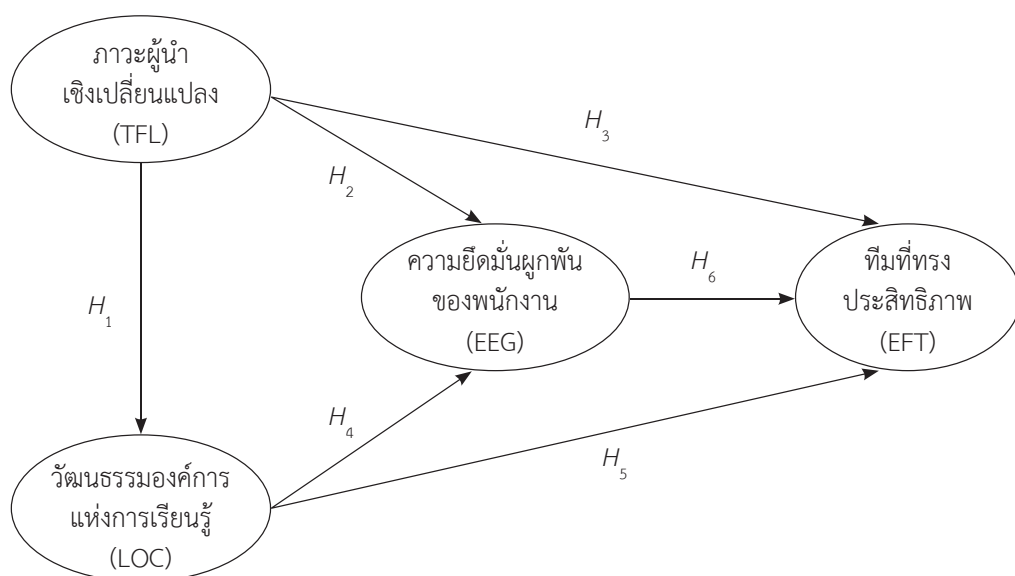 ภาวะผู้นำ
เชิงเปลี่ยนแปลง
(TFL)
H3
H2
ความยึดมั่นผูกพัน
ของพนักงาน
(EEG)
H6
ทีมที่ทรง
ประสิทธิภาพ
(EFT)
H1
H4
H5
วัฒนธรรมองค์การ
แห่งการเรียนรู้
(LOC)